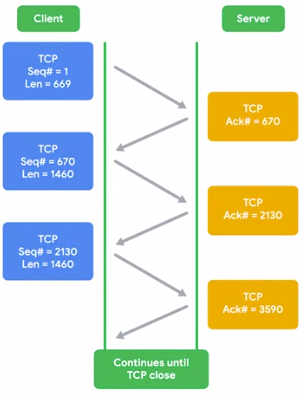 Client
Server
TCP
Seq# = 1
Len = 669
TCP
Ack# = 670
TCP
Seq# = 670
Len = 1460
TCP
Ack# = 2130
TCP
Seq# = 2130
Len = 1460
TCP
Ack# = 3590
Continues until
TCP close